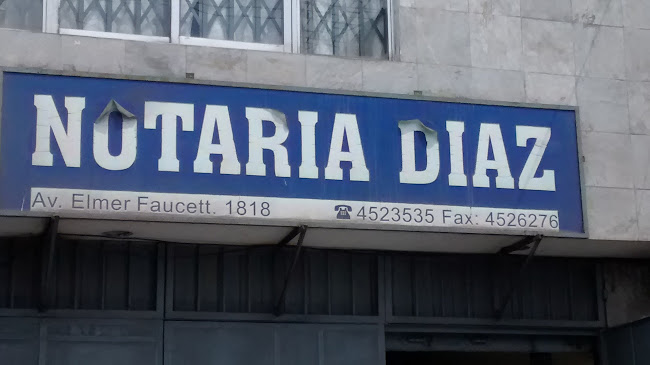 NOTARIA DIAZ
Av. Elmer Faucett. 1818 ☎ 4523535 Fax: 4526276